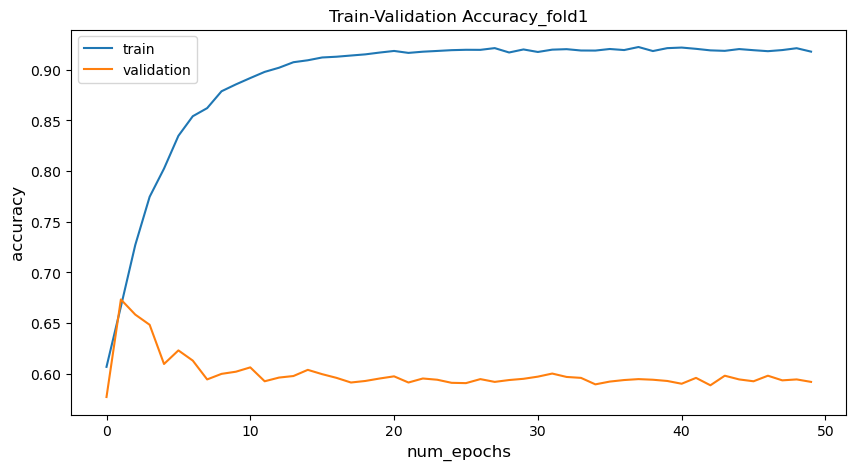 Train-Validation Accuracy_fold1
train
validation
accuracy
0.90
0.85
0.80
0.75
0.70
0.65
0.60
0 10 20 30 40 50
num_epochs